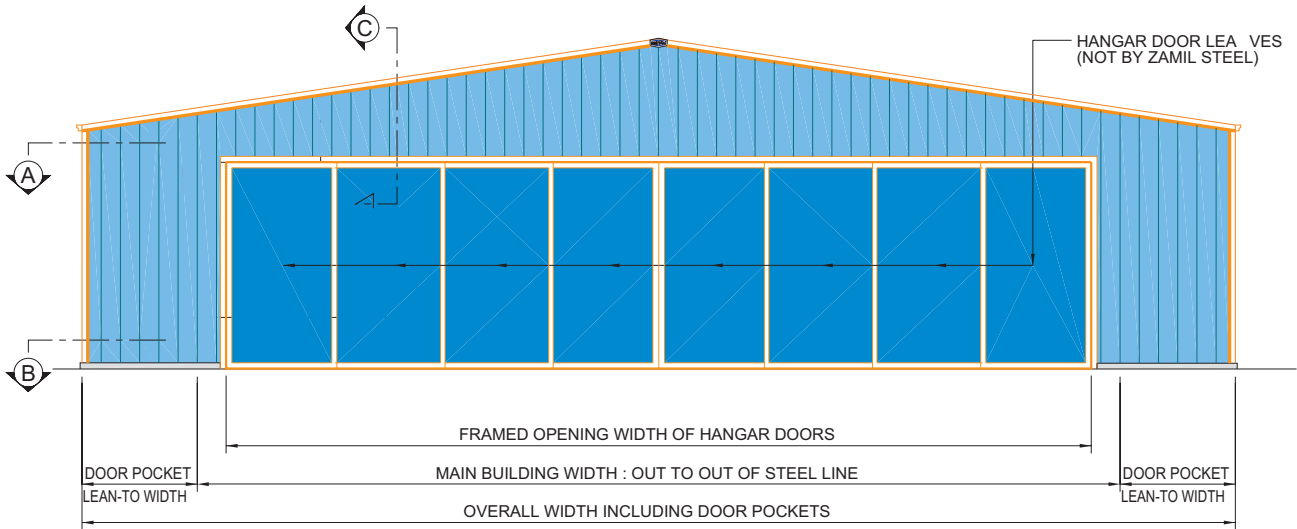 C
HANGAR DOOR LEA VES
(NOT BY ZAMIL STEEL)
A
B
FRAMED OPENING WIDTH OF HANGAR DOORS
DOOR POCKET
MAIN BUILDING WIDTH : OUT TO OUT OF STEEL LINE
DOOR POCKET
LEAN-TO WIDTH
LEAN-TO WIDTH
OVERALL WIDTH INCLUDING DOOR POCKETS